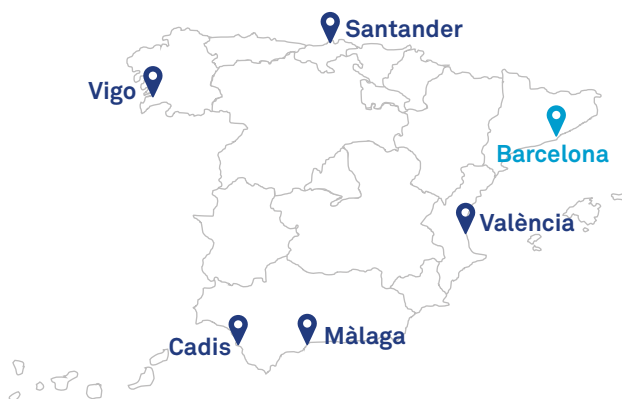 Santander
Vigo
Barcelona
València
Cadis
Màlaga